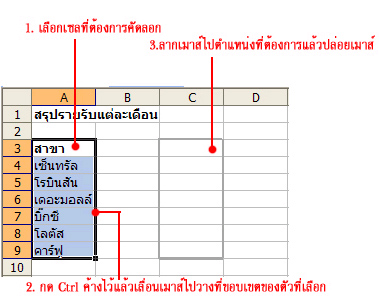 1. เลือกเซลที่ต้องการคัดลอก
3.ลากเมาส์ไปตำแหน่งที่ต้องการแล้วปล่อยเมาส์
A B C D
1 สรุปรายรับแต่ละเดือน
2
3 สาขา
4 เซ็นทรัล
5 โรบินสัน
6 เดอะมอลล์
7 บิ๊กซี
8 โลตัส
9 คาร์ฟู
10
2. กด Ctrl ค้างไว้แล้วเลื่อนเมาส์ไปวางที่ขอบเขตของตัวที่เลือก